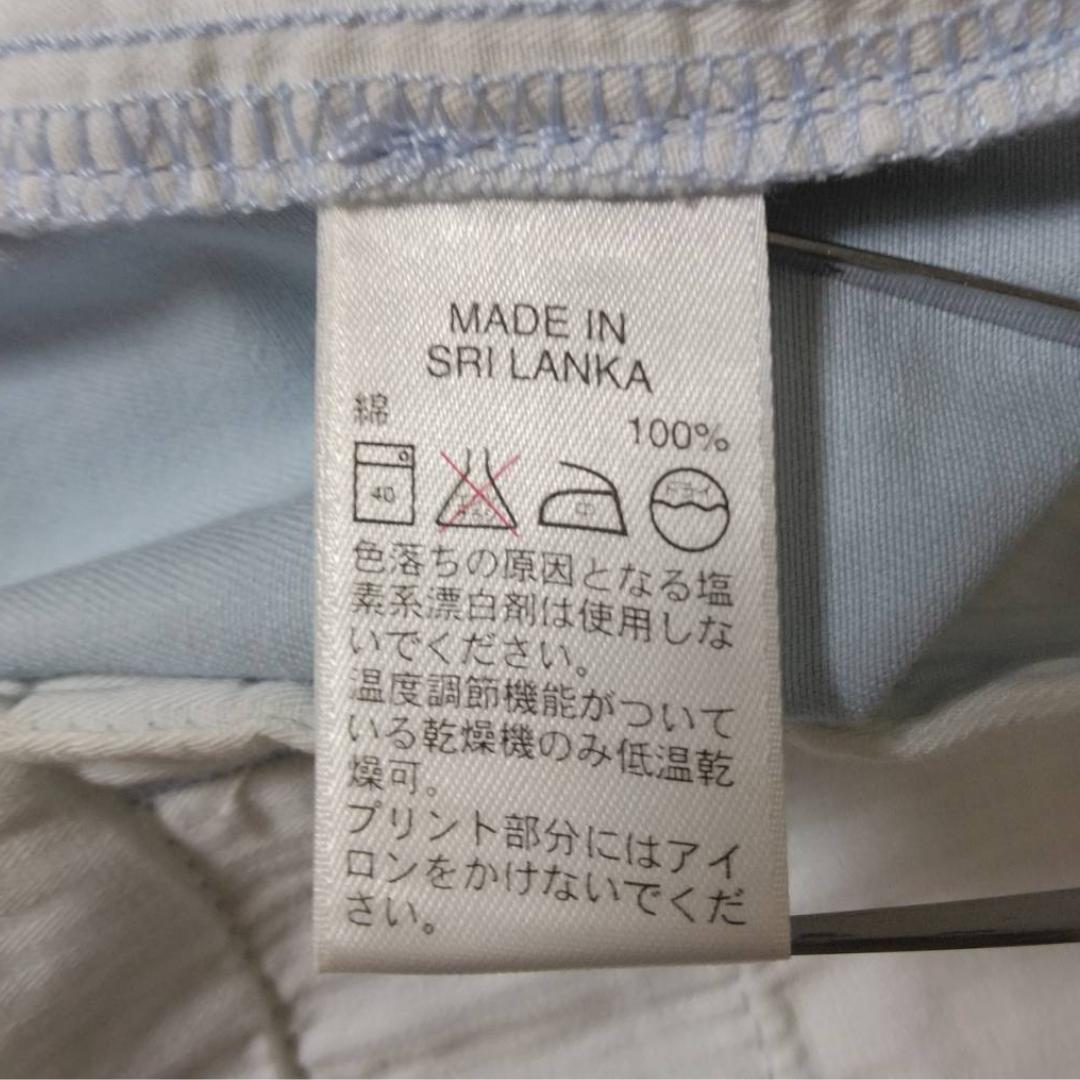 MADE IN
SRI LANKA
綿
100%
40 中 ドライ
色落ちの原因となる塩
素系漂白剤は使用しな
いでください。
温度調節機能がついて
いる乾燥機のみ低温乾
燥可。
プリント部分にはアイ
ロンをかけないでくだ
さい。